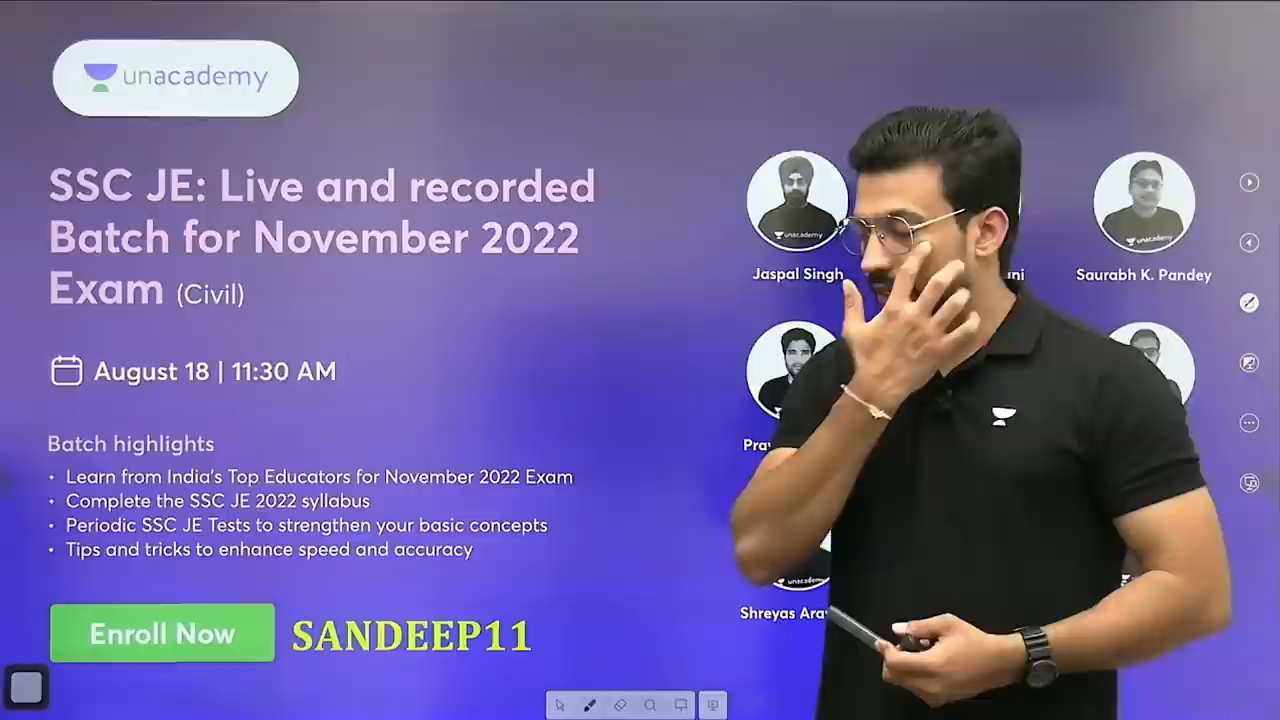 unacademy
SSC JE: Live and recorded
Batch for November 2022
Exam (Civil)
August 18 | 11:30 AM
Batch highlights
• Learn from India's Top Educators for November 2022 Exam
• Complete the SSC JE 2022 syllabus
• Periodic SSC JE Tests to strengthen your basic concepts
• Tips and tricks to enhance speed and accuracy
Enroll Now
SANDEEP11
unacademy
unacademy
Jaspal Singh
Saurabh K. Pandey
unacademy
Shreyas